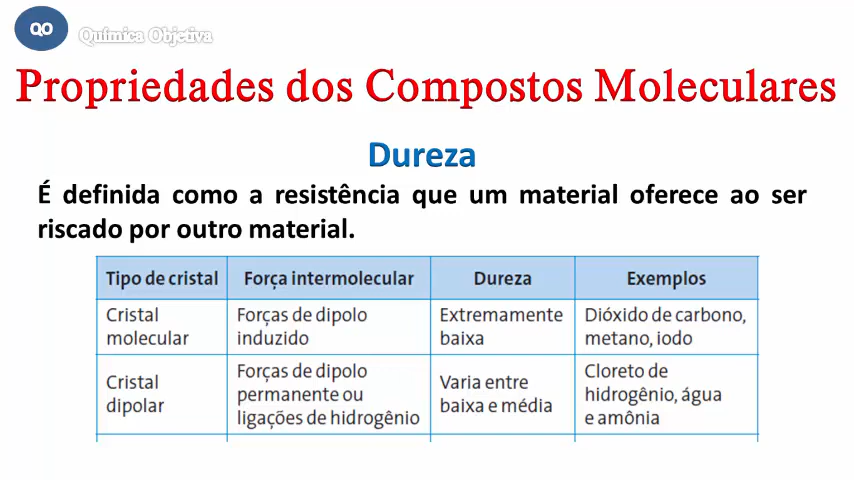 QO
Química Objetiva
Propriedades dos Compostos Moleculares
Dureza
É definida como a resistência que um material oferece ao ser
riscado por outro material.
Tipo de cristal Força intermolecular Dureza Exemplos
Cristal molecular Forças de dipolo induzido Extremamente baixa Dióxido de carbono, metano, iodo
Cristal dipolar Forças de dipolo permanente ou ligações de hidrogênio Varia entre baixa e média Cloreto de hidrogênio, água e amônia